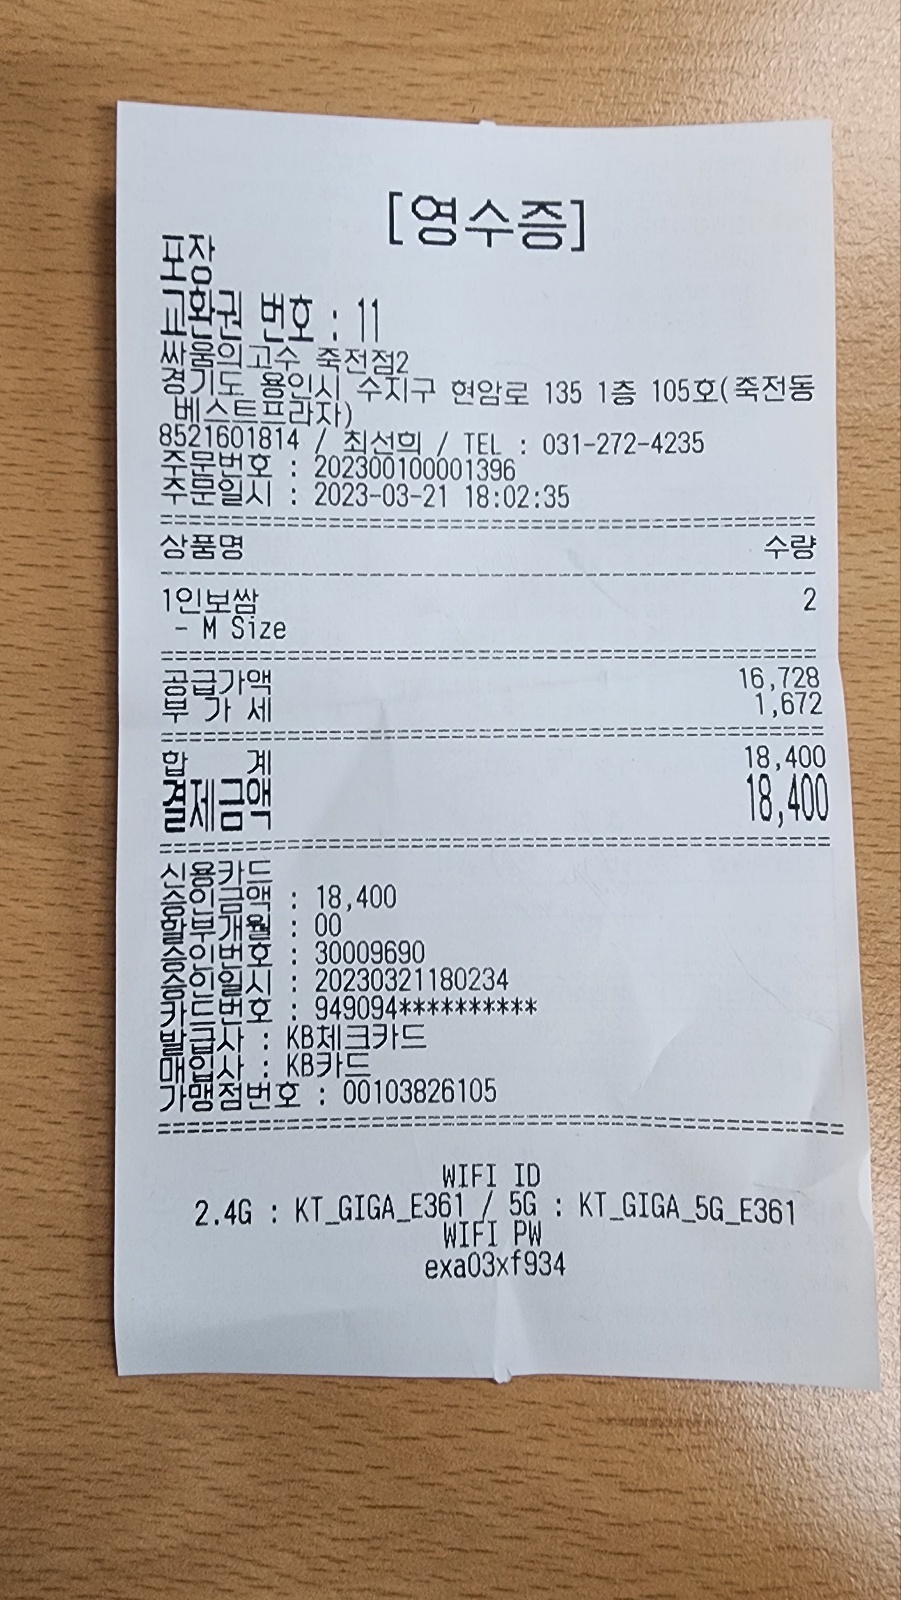 [영수증]
포장
교환권 번호 : 11
싸움의고수 죽전점2
경기도 용인시 수지구 현암로 135 1층 105호(죽전동
베스트프라자)
8521601814 / 최선희 / TEL : 031-272-4235
주문번호 : 202300100001396
주문일시 : 2023-03-21 18:02:35
==============================================
상품명 수량
----------------------------------------------
1인보쌈 2
- M Size
==============================================
공급가액 16,728
부 가 세 1,672
==============================================
합 계 18,400
결제금액 18,400
==============================================
신용카드
승인금액 : 18,400
할부개월 : 00
승인번호 : 30009690
승인일시 : 20230321180234
카드번호 : 949094**********
발급사 : KB체크카드
매입사 : KB카드
가맹점번호 : 00103826105
==============================================
WIFI ID
2.4G : KT_GIGA_E361 / 5G : KT_GIGA_5G_E361
WIFI PW
exa03xf934